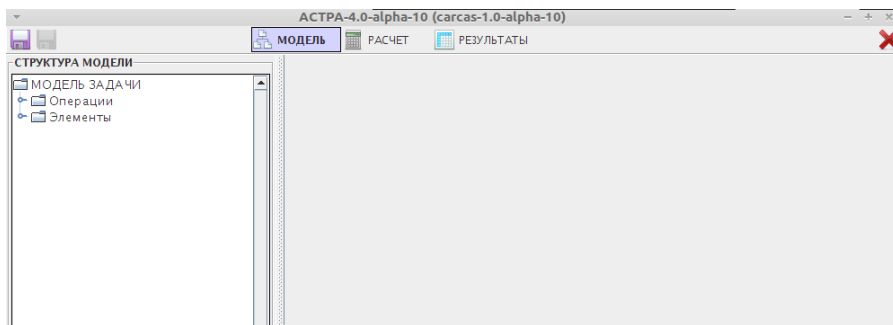 АСТРА-4.0-alpha-10 (carcas-1.0-alpha-10)
МОДЕЛЬ РАСЧЕТ РЕЗУЛЬТАТЫ
СТРУКТУРА МОДЕЛИ
МОДЕЛЬ ЗАДАЧИ
Операции
Элементы